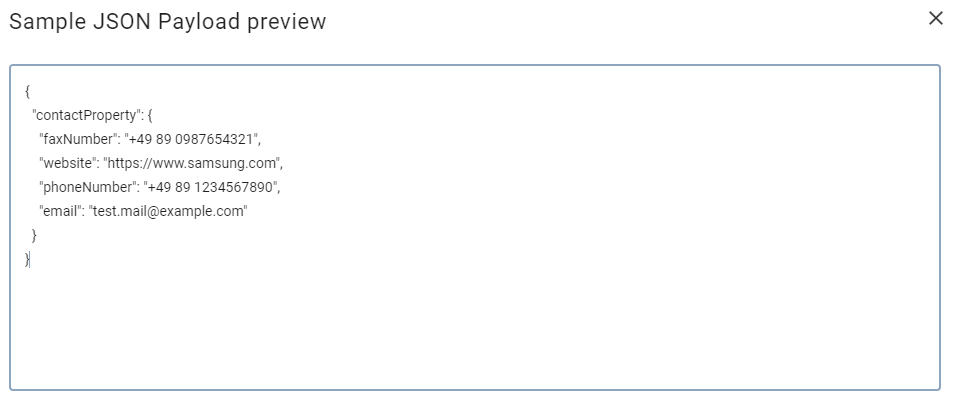 Sample JSON Payload preview
{
"contactProperty": {
"faxNumber": "+49 89 0987654321",
"website": "https://www.samsung.com",
"phoneNumber": "+49 89 1234567890",
"email": "test.mail@example.com"
}
}